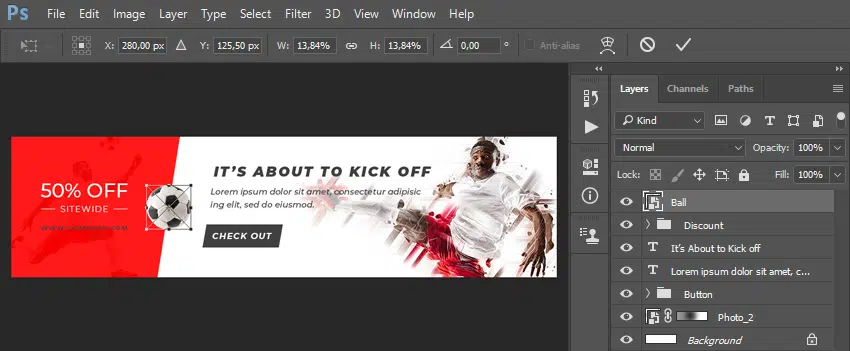 Ps File Edit Image Layer Type Select Filter 3D View Window Help
X: 280,00 px Y: 125,50 px W: 13,84% H: 13,84% 0,00 ° Anti-alias
Layers Channels Paths
Kind
Normal Opacity: 100%
Lock: Fill: 100%
Ball
Discount
T It's About to Kick off
T Lorem ipsum dolor sit amet, c...
Button
Photo_2
Background
50% OFF
SITEWIDE
IT'S ABOUT TO KICK OFF
Lorem ipsum dolor sit amet, consectetur adipisic
ing elit, sed do eiusmod.
CHECK OUT